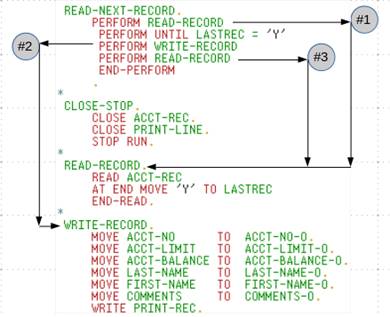 READ-NEXT-RECORD.
PERFORM READ-RECORD
#1
PERFORM UNTIL LASTREC = 'Y'
#2
PERFORM WRITE-RECORD
PERFORM READ-RECORD
#3
END-PERFORM
.
*
CLOSE-STOP.
CLOSE ACCT-REC.
CLOSE PRINT-LINE.
STOP RUN.
*
READ-RECORD.
READ ACCT-REC
AT END MOVE 'Y' TO LASTREC
END-READ.
*
WRITE-RECORD.
MOVE ACCT-NO TO ACCT-NO-O.
MOVE ACCT-LIMIT TO ACCT-LIMIT-O.
MOVE ACCT-BALANCE TO ACCT-BALANCE-O.
MOVE LAST-NAME TO LAST-NAME-O.
MOVE FIRST-NAME TO FIRST-NAME-O.
MOVE COMMENTS TO COMMENTS-O.
WRITE PRINT-REC.